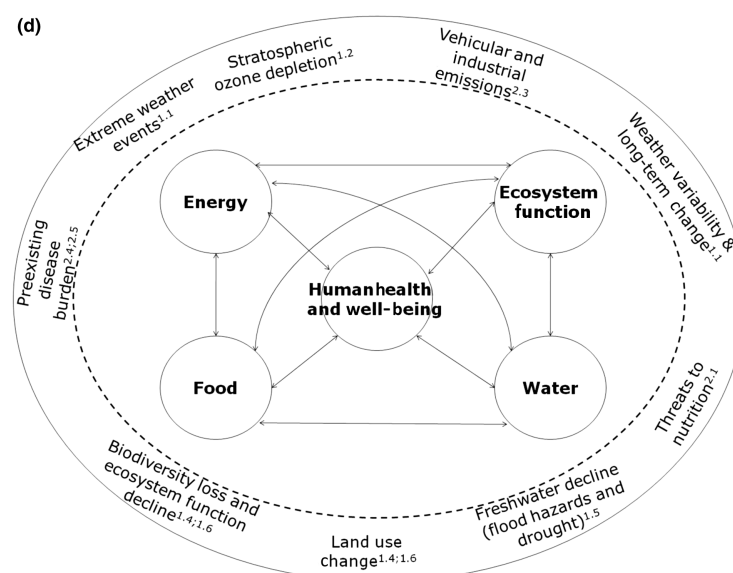 (d)
Stratospheric
ozone depletion1.2
Vehicular and
industrial
emissions2.3
Extreme weather
events1.1
Weather variability &
long-term change1.1
Energy
Ecosystem
function
Preexisting
disease
burden2.4;2.5
Humanhealth
and well-being
Food
Water
Threats to
nutrition2.1
Biodiversity loss and
ecosystem function
decline1.4;1.6
Freshwater decline
(flood hazards and
drought)1.5
Land use
change1.4;1.6